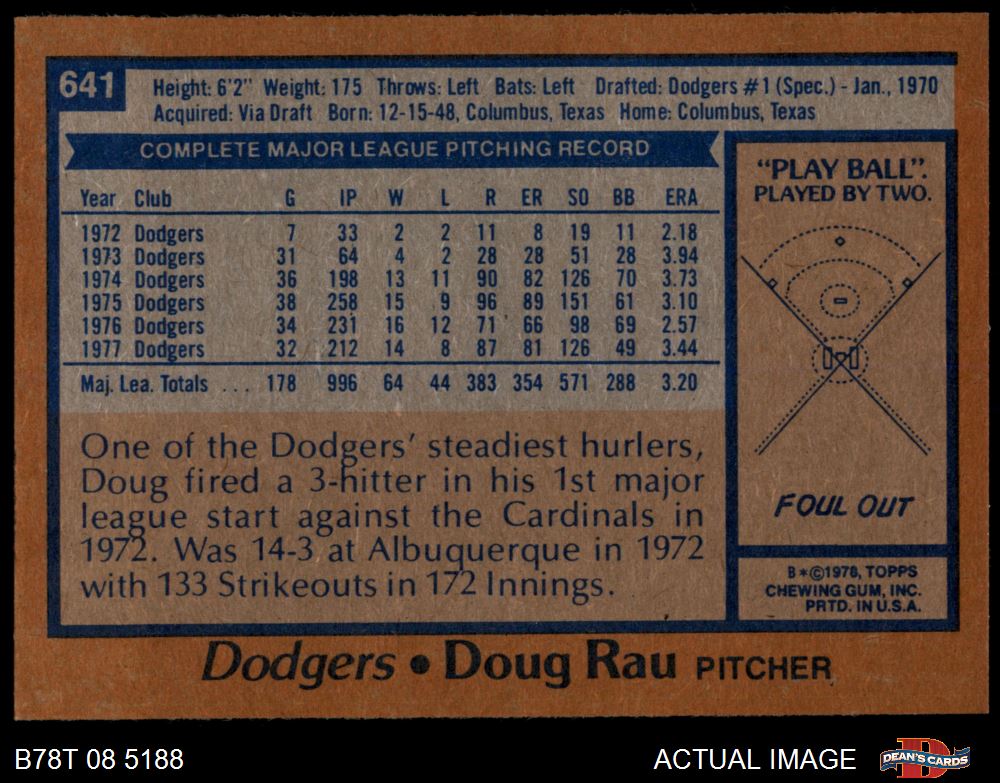 641
Height: 6'2" Weight: 175 Throws: Left Bats: Left Drafted: Dodgers #1 (Spec.) - Jan., 1970
Acquired: Via Draft Born: 12-15-48, Columbus, Texas Home: Columbus, Texas
COMPLETE MAJOR LEAGUE PITCHING RECORD
Year Club G IP W L R ER SO BB ERA
1972 Dodgers 7 33 2 2 11 8 19 11 2.18
1973 Dodgers 31 64 4 2 28 28 51 28 3.94
1974 Dodgers 36 198 13 11 90 82 126 70 3.73
1975 Dodgers 38 258 15 9 96 89 151 61 3.10
1976 Dodgers 34 231 16 12 71 66 98 69 2.57
1977 Dodgers 32 212 14 8 87 81 126 49 3.44
Maj. Lea. Totals ... 178 996 64 44 383 354 571 288 3.20
One of the Dodgers' steadiest hurlers,
Doug fired a 3-hitter in his 1st major
league start against the Cardinals in
1972. Was 14-3 at Albuquerque in 1972
with 133 Strikeouts in 172 Innings.
"PLAY BALL".
PLAYED BY TWO.
FOUL OUT
B*©1978, TOPPS
CHEWING GUM, INC.
PRTD. IN U.S.A.
Dodgers • Doug Rau PITCHER
B78T 08 5188
ACTUAL IMAGE
DEAN'S CARDS